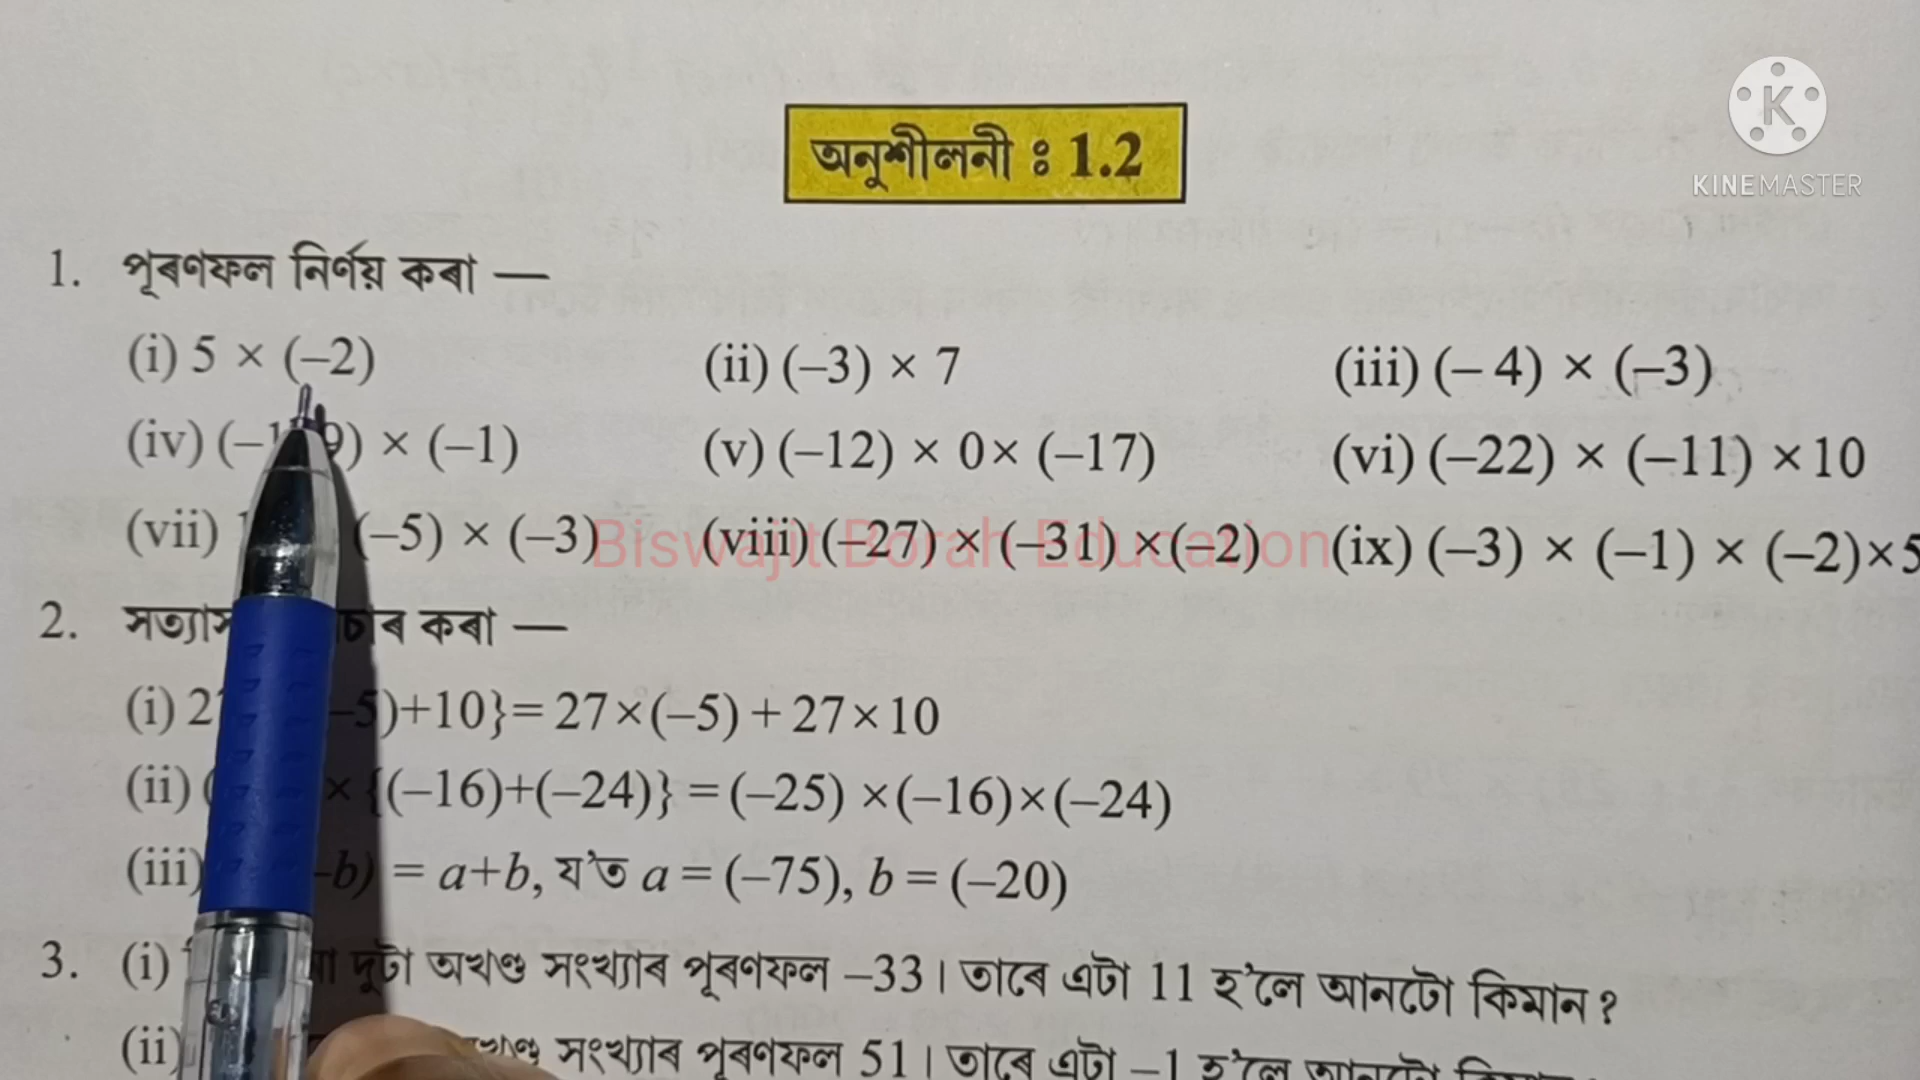 KINEMASTER
অনুশীলনী ঃ 1.2
1. পূৰণফল নিৰ্ণয় কৰা —
(i) 5 × (–2) (ii) (–3) × 7 (iii) (– 4) × (–3)
(iv) × (–1) (v) (–12) × 0× (–17) (vi) (–22) × (–11) ×10
(vii) (–5) × (–3) (viii) (–27) × (–31) ×(–2) (ix) (–3) × (–1) × (–2)×5
Biswajit Borah Education
2. কৰা —
(i) +10}= 27×(–5) + 27×10
(ii) × {(–16)+(–24)} = (–25) ×(–16)×(–24)
(iii) = a+b, য'ত a = (–75), b = (–20)
3. (i) দুটা অখণ্ড সংখ্যাৰ পূৰণফল –33। তাৰে এটা 11 হ'লে আনটো কিমান ?
(ii) সংখ্যাৰ পূৰণফল 51। তাৰে এটা –1 হ'লে আনটো